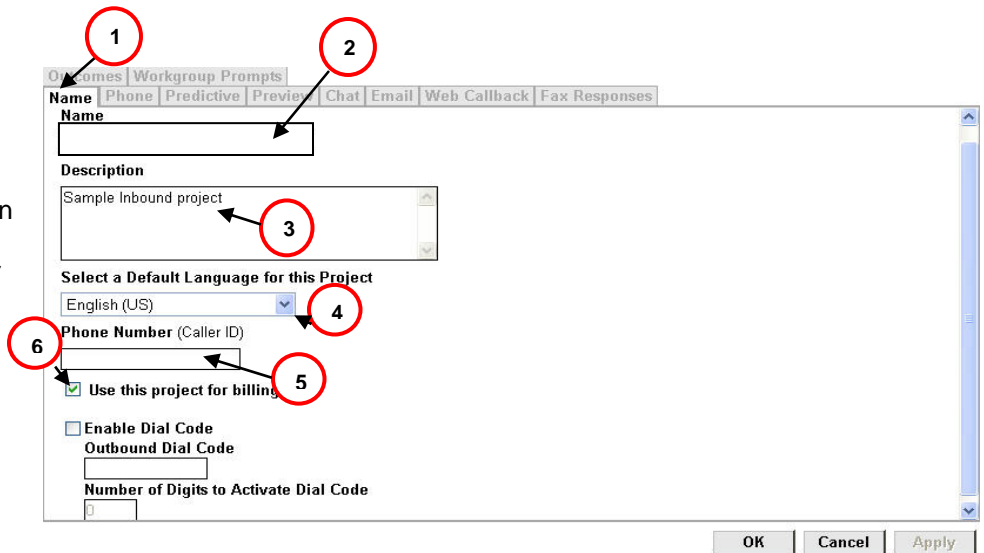 1
2
Outcomes Workgroup Prompts
Name Phone Predictive Preview Chat Email Web Callback Fax Responses
Name
Description
Sample Inbound project
n
3
Select a Default Language for this Project
English (US)
4
Phone Number (Caller ID)
6
5
Use this project for billing
Enable Dial Code
Outbound Dial Code
Number of Digits to Activate Dial Code
0
OK Cancel Apply